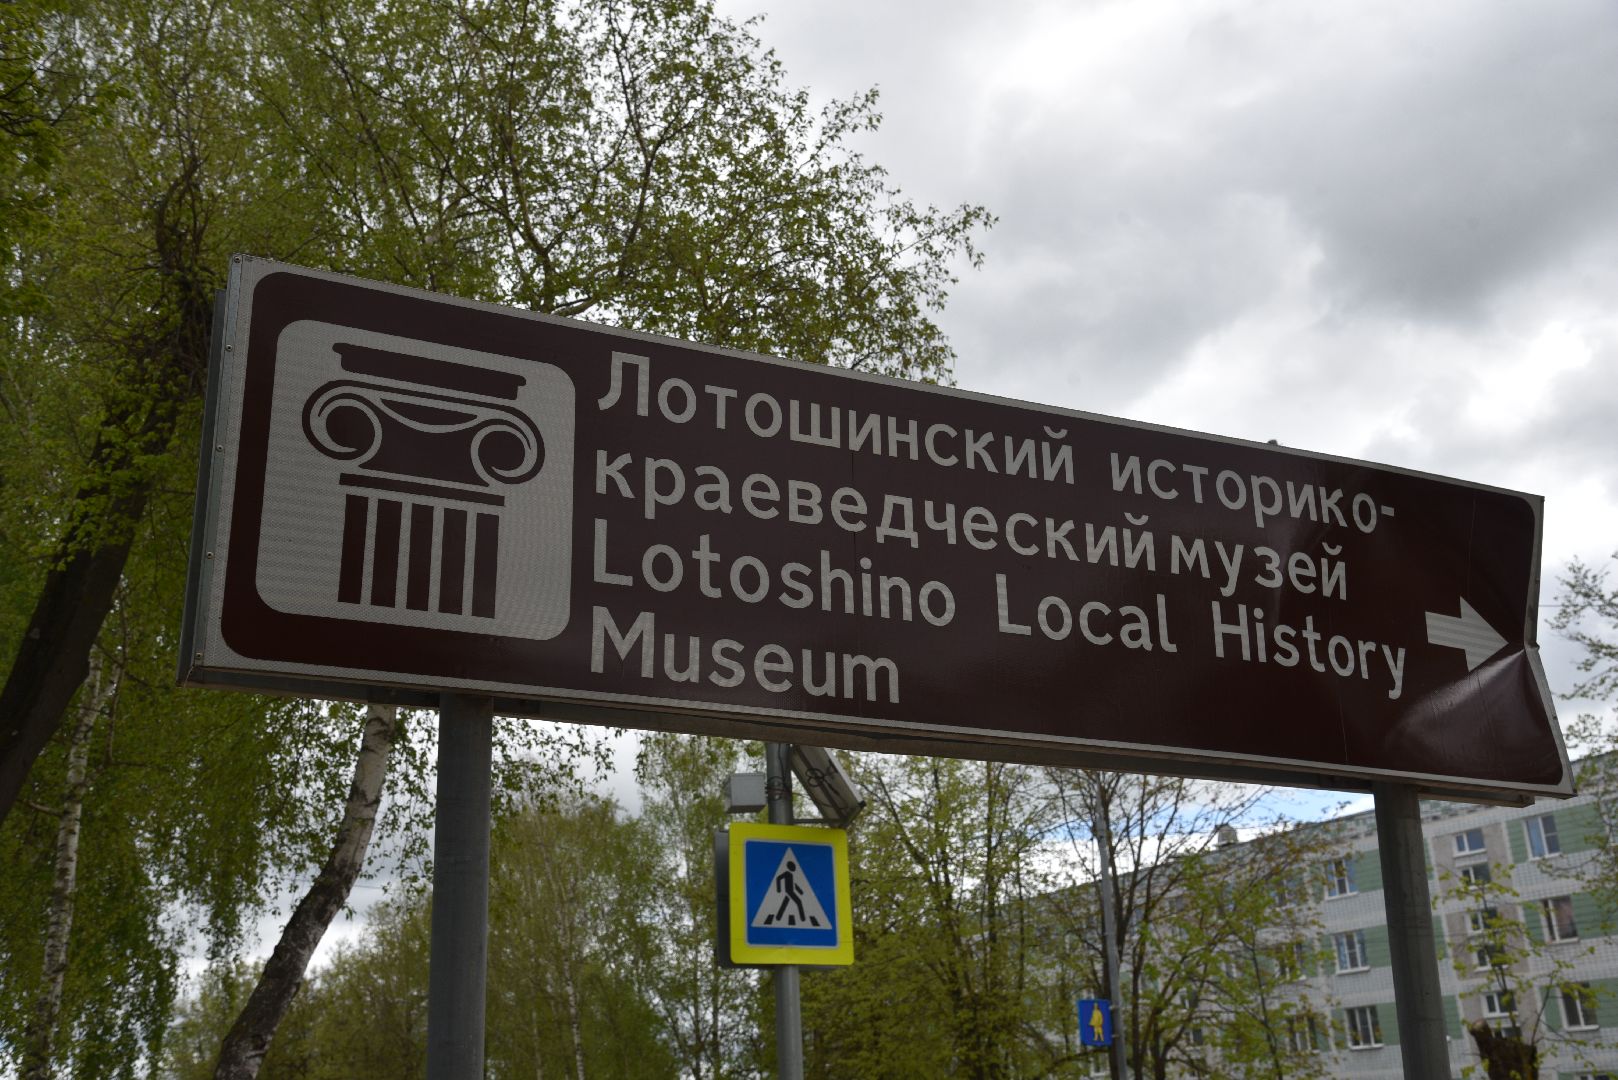 Лотошинский историко-
краеведческий музей
Lotoshino Local History
Museum